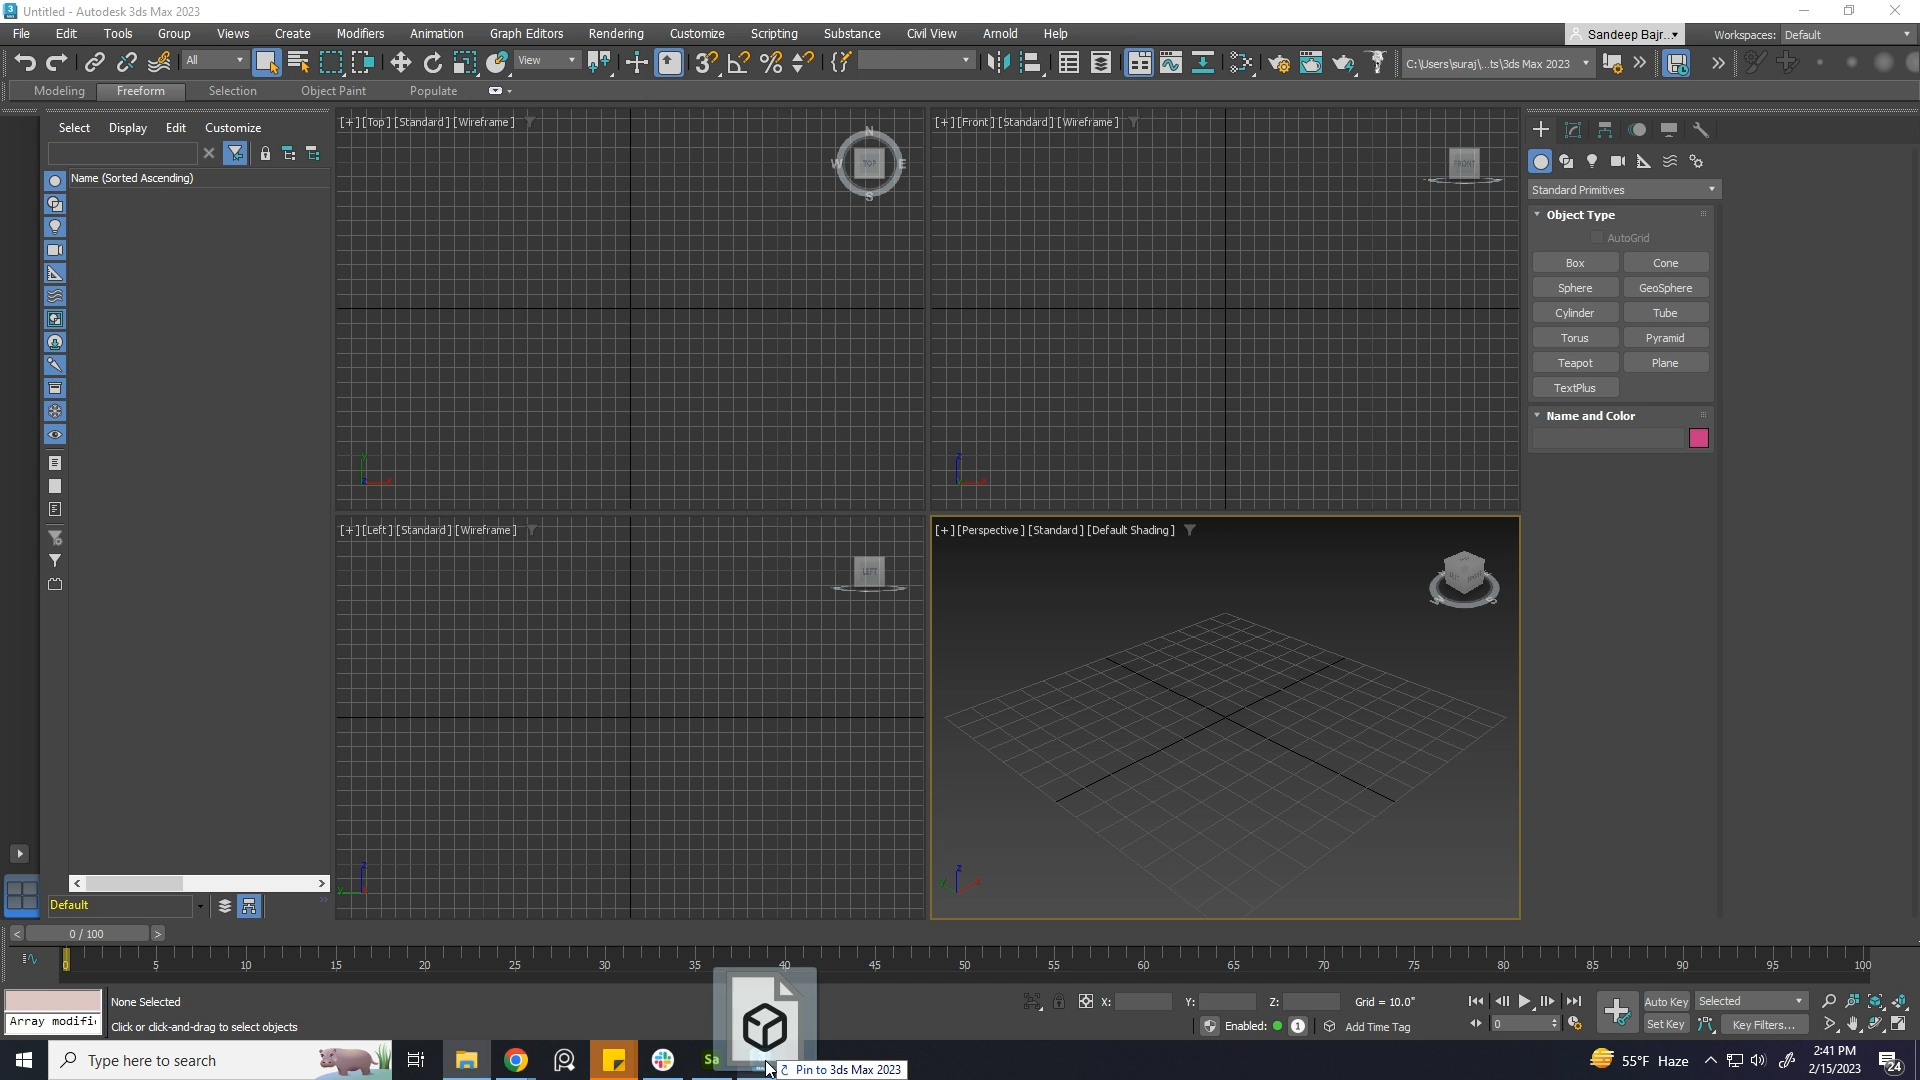 Untitled - Autodesk 3ds Max 2023
File Edit Tools Group Views Create Modifiers Animation Graph Editors Rendering Customize Scripting Substance Civil View Arnold Help
Sandeep Bajr... Workspaces: Default
All View C:\Users\suraj\...ts\3ds Max 2023
Modeling Freeform Selection Object Paint Populate
Select Display Edit Customize
Name (Sorted Ascending)
[+] [Top] [Standard] [Wireframe]
N
W TOP E
S
[+] [Front] [Standard] [Wireframe]
FRONT
Standard Primitives
Object Type
AutoGrid
Box Cone
Sphere GeoSphere
Cylinder Tube
Torus Pyramid
Teapot Plane
TextPlus
Name and Color
[+] [Left] [Standard] [Wireframe]
LEFT
[+] [Perspective] [Standard] [Default Shading]
Default
< 0 / 100 >
0 5 10 15 20 25 30 35 40 45 50 55 60 65 70 75 80 85 90 95 100
None Selected
X: Y: Z: Grid = 10.0"
Auto Key Selected
Array modifi
Click or click-and-drag to select objects
Enabled: 1 Add Time Tag
0
Set Key Key Filters...
Type here to search
Sa
Pin to 3ds Max 2023
55°F Haze
2:41 PM
2/15/2023
24